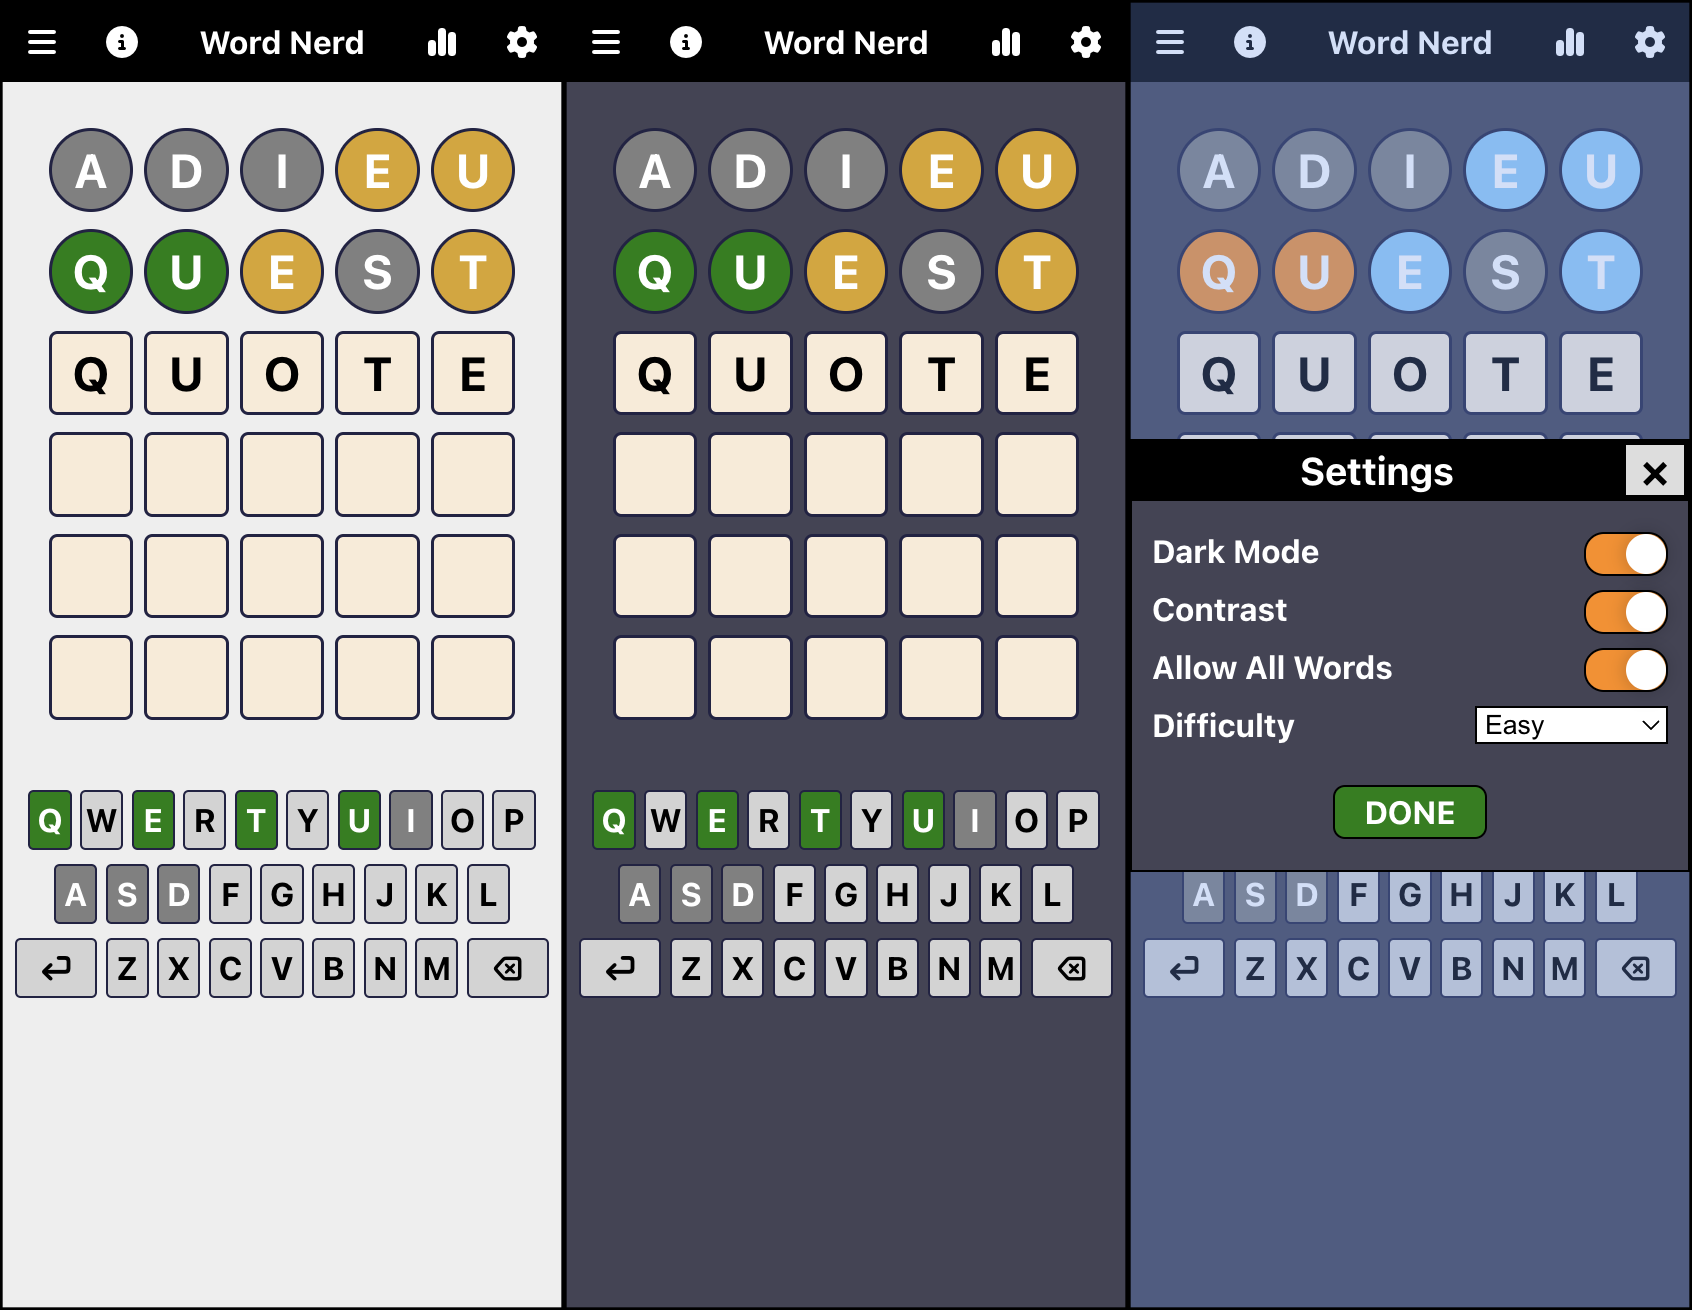 Word Nerd
A D I E U
Q U E S T
Q U O T E
Q W E R T Y U I O P
A S D F G H J K L
Z X C V B N M
Word Nerd
A D I E U
Q U E S T
Q U O T E
Q W E R T Y U I O P
A S D F G H J K L
Z X C V B N M
Word Nerd
A D I E U
Q U E S T
Q U O T E
Settings
Dark Mode
Contrast
Allow All Words
Difficulty Easy
DONE
A S D F G H J K L
Z X C V B N M